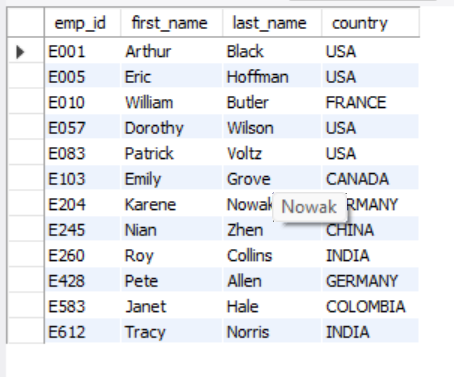 emp_id first_name last_name country
E001 Arthur Black USA
E005 Eric Hoffman USA
E010 William Butler FRANCE
E057 Dorothy Wilson USA
E083 Patrick Voltz USA
E103 Emily Grove CANADA
E204 Karene Nowak Nowak RMANY
E245 Nian Zhen CHINA
E260 Roy Collins INDIA
E428 Pete Allen GERMANY
E583 Janet Hale COLOMBIA
E612 Tracy Norris INDIA